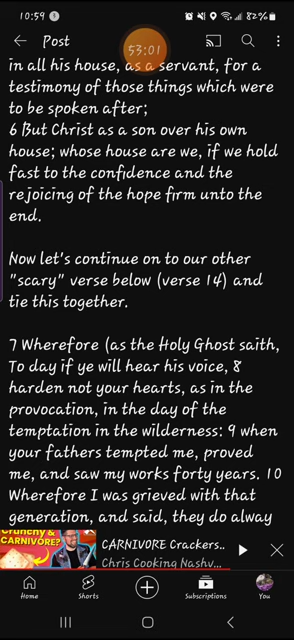 10:59
82%
Post
53:01
in all his house, as a servant, for a
testimony of those things which were
to be spoken after;
6 But Christ as a son over his own
house; whose house are we, if we hold
fast to the confidence and the
rejoicing of the hope firm unto the
end.
Now let's continue on to our other
"scary" verse below (verse 14) and
tie this together.
7 Wherefore (as the Holy Ghost saith,
To day if ye will hear his voice, 8
harden not your hearts, as in the
provocation, in the day of the
temptation in the wilderness: 9 when
your fathers tempted me, proved
me, and saw my works forty years. 10
Wherefore I was grieved with that
generation, and said, they do alway
Crunchy &
CARNIVORE?
CARNIVORE Crackers..
Chris Cooking Nashv...
Home
Shorts
Subscriptions
You